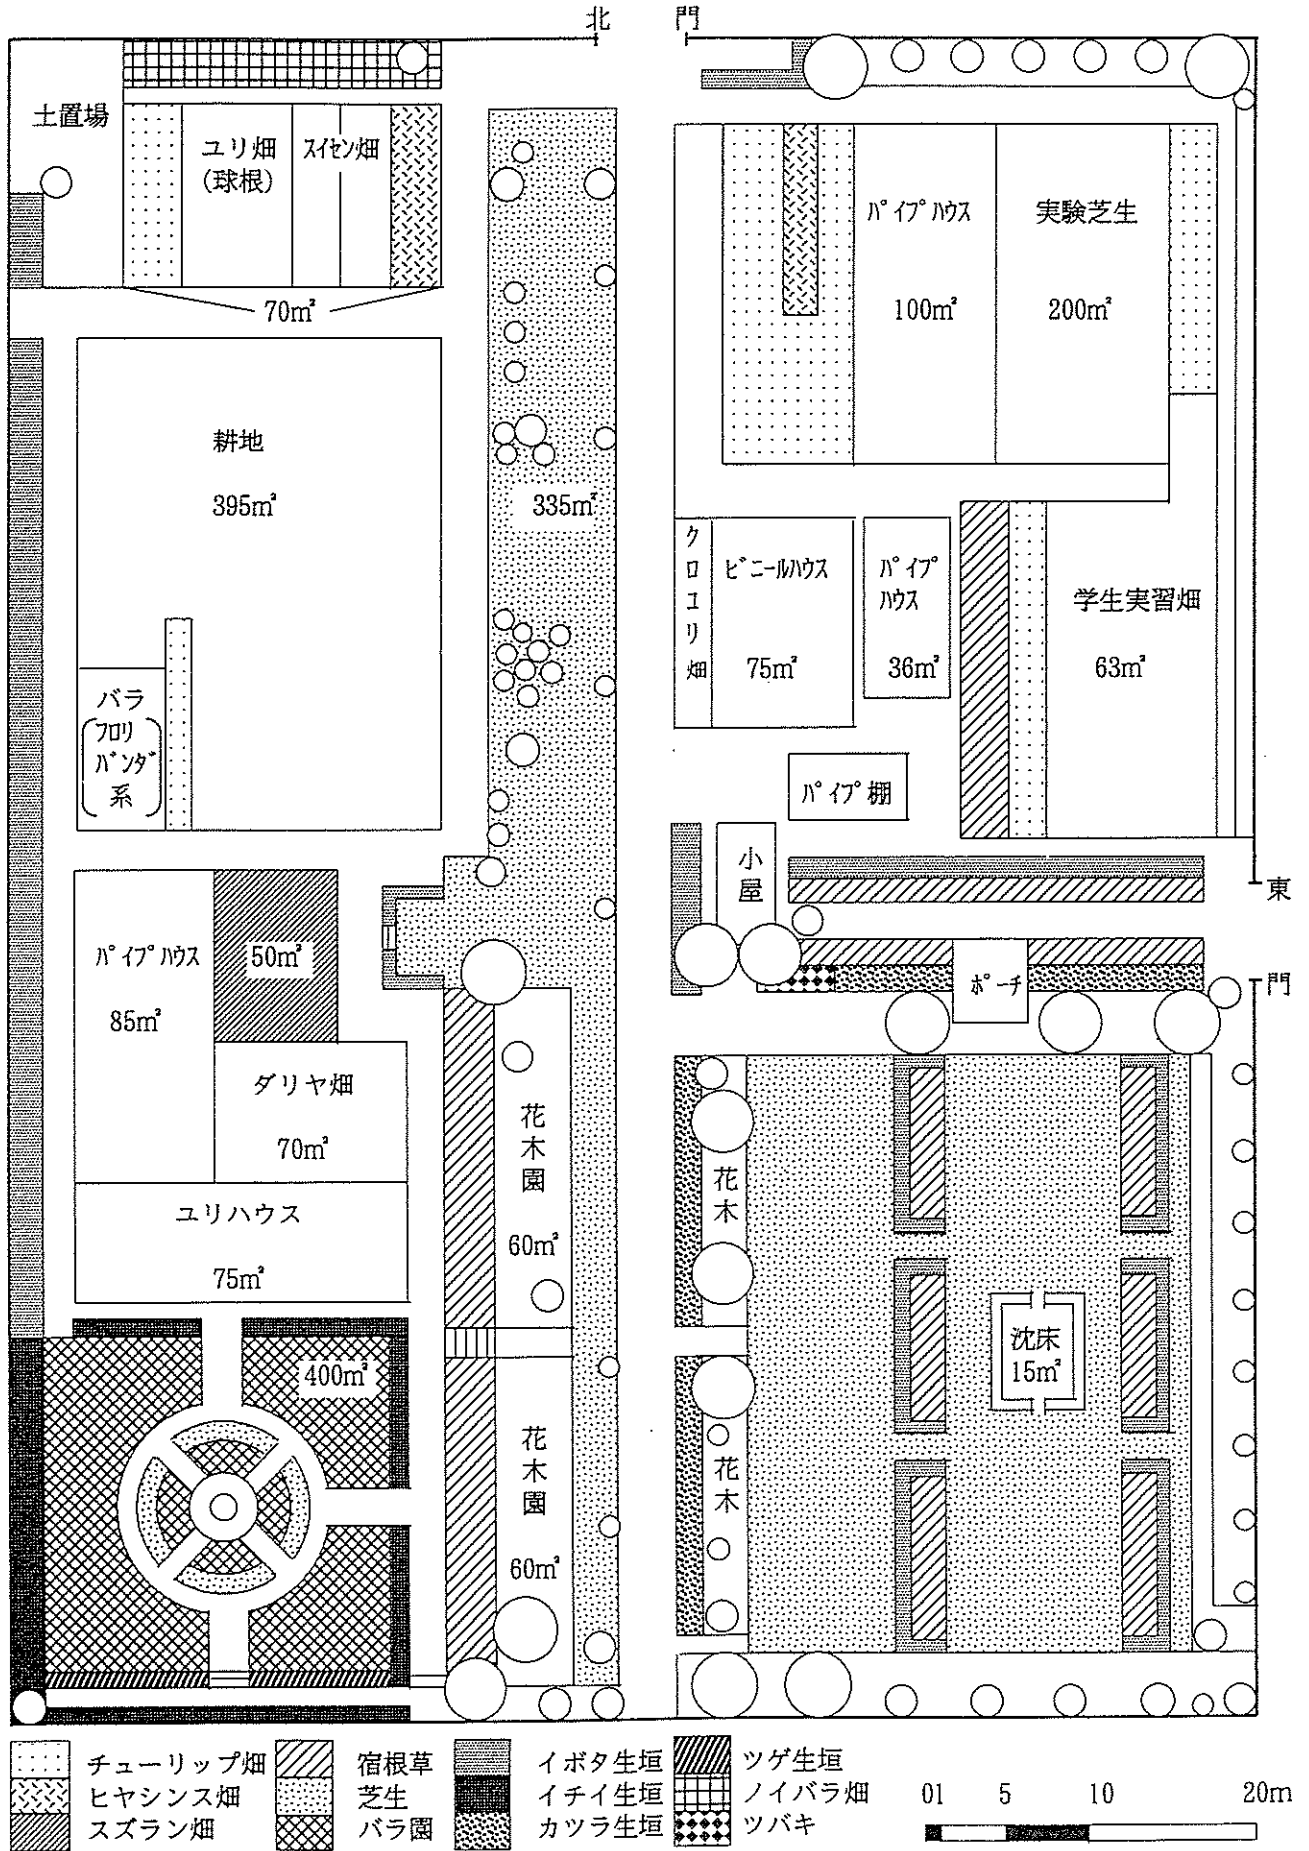 北 門
土置場
ユリ畑
(球根)
スイセン畑
70㎡
耕地
395㎡
バラ
フロリ
バンダ
系
335㎡
パイプハウス
100㎡
実験芝生
200㎡
クロユリ畑
ビニールハウス
75㎡
パイプ
ハウス
36㎡
学生実習畑
63㎡
パイプ棚
小屋
東
門
ポーチ
パイプハウス
85㎡
50㎡
ダリヤ畑
70㎡
ユリハウス
75㎡
400㎡
花木園
60㎡
花木園
60㎡
花木
花木
沈床
15㎡
チューリップ畑
ヒヤシンス畑
スズラン畑
宿根草
芝生
バラ園
イボタ生垣
イチイ生垣
カツラ生垣
ツゲ生垣
ノイバラ畑
ツバキ
01 5 10 20m